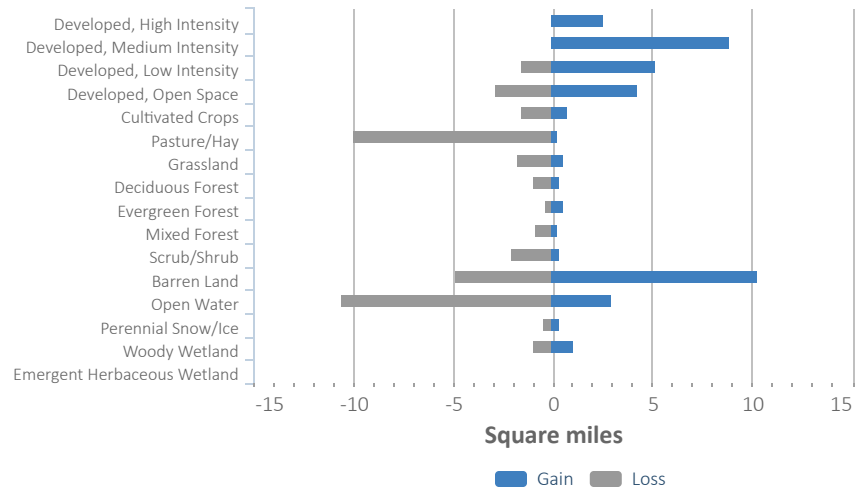 Developed, High Intensity
Developed, Medium Intensity
Developed, Low Intensity
Developed, Open Space
Cultivated Crops
Pasture/Hay
Grassland
Deciduous Forest
Evergreen Forest
Mixed Forest
Scrub/Shrub
Barren Land
Open Water
Perennial Snow/Ice
Woody Wetland
Emergent Herbaceous Wetland
-15 -10 -5 0 5 10 15
Square miles
Gain Loss